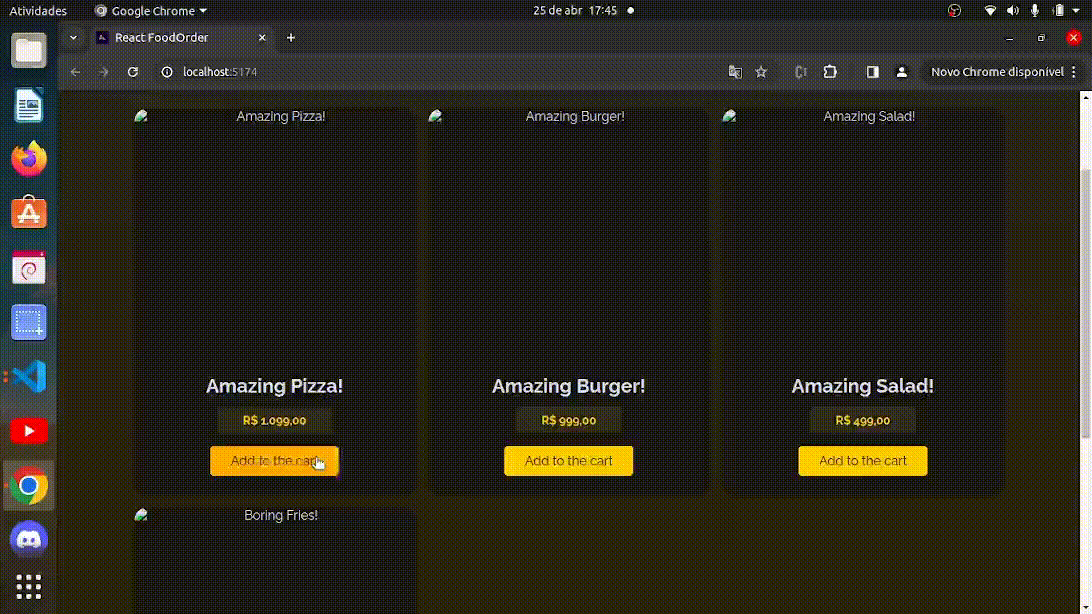 Atividades
Google Chrome
25 de abr 17:45
React FoodOrder
localhost:5174
Novo Chrome disponível
Amazing Pizza!
Amazing Burger!
Amazing Salad!
Amazing Pizza!
Amazing Burger!
Amazing Salad!
R$ 1.099,00
R$ 999,00
R$ 499,00
Add to the cart
Add to the cart
Add to the cart
Boring Fries!